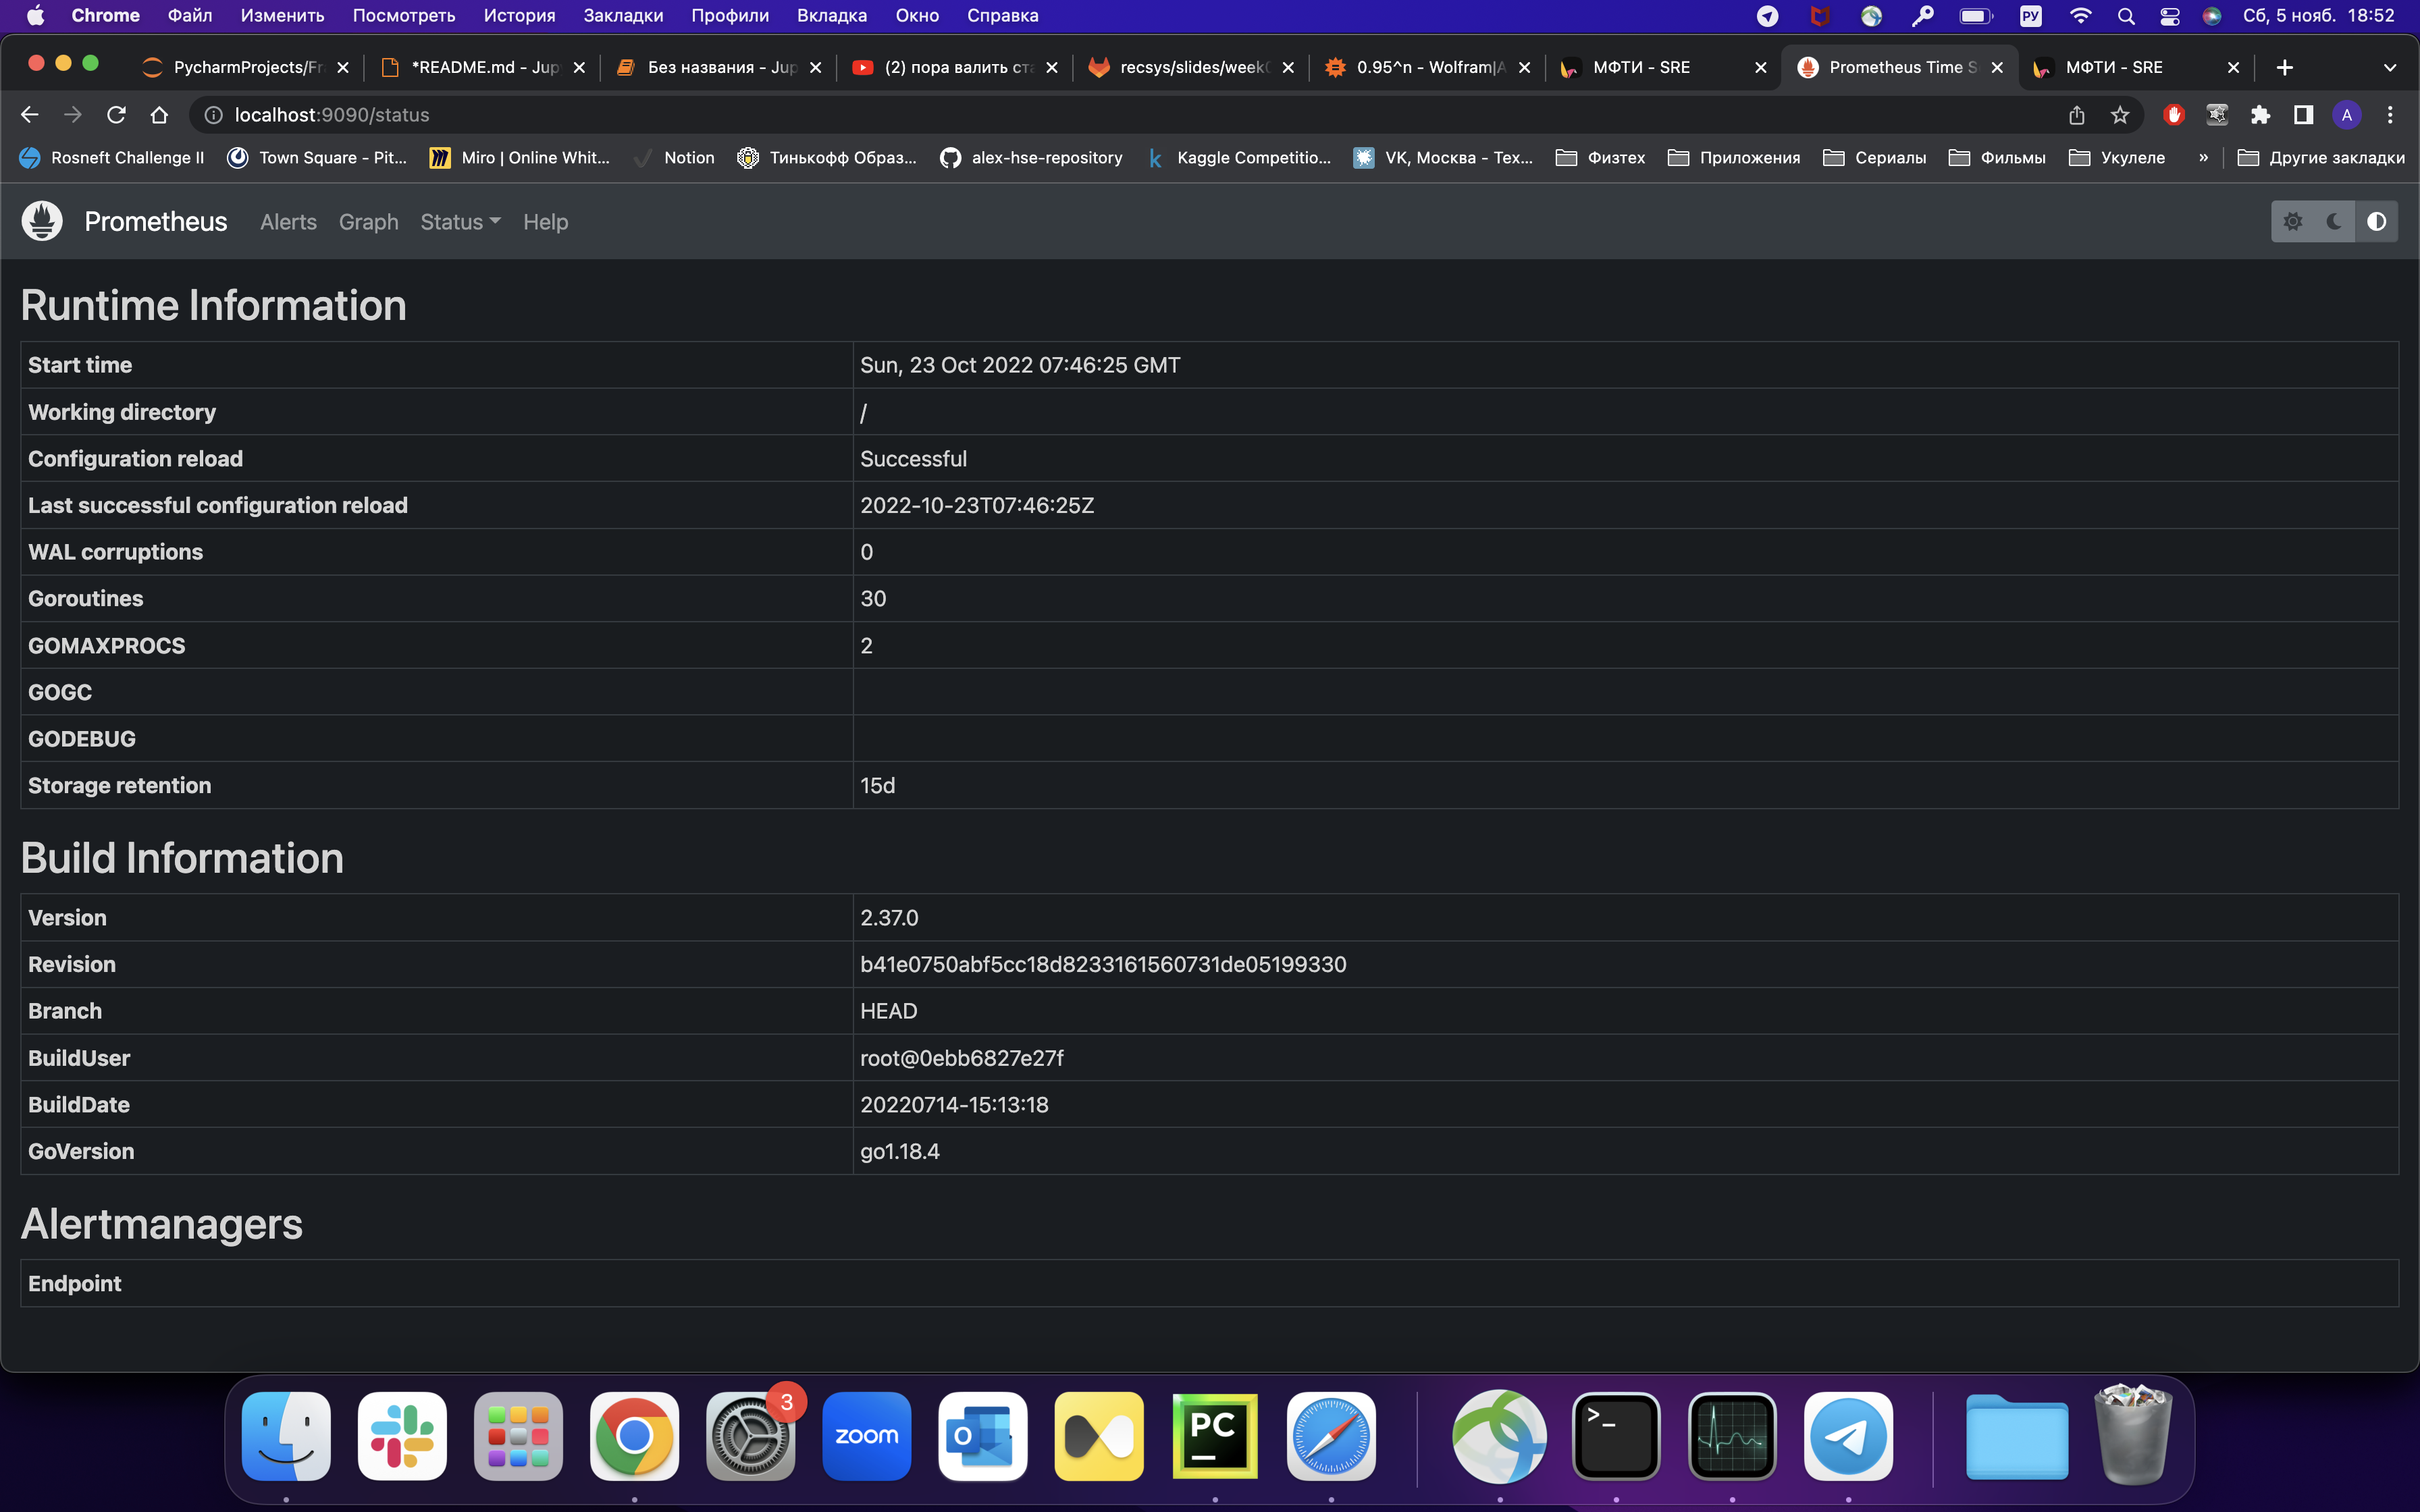 Chrome Файл Изменить Посмотреть История Закладки Профили Вкладка Окно Справка РУ Сб, 5 нояб. 18:52
PycharmProjects/Fr *README.md - Jup Без названия - Jup (2) пора валить ст recsys/slides/week 0.95^n - Wolfram|A МФТИ - SRE Prometheus Time S МФТИ - SRE
localhost:9090/status A
Rosneft Challenge II Town Square - Pit... Miro | Online Whit... Notion Тинькофф Образ... alex-hse-repository Kaggle Competitio... VK, Москва - Тех... Физтех Приложения Сериалы Фильмы Укулеле » Другие закладки
Prometheus Alerts Graph Status Help
Runtime Information
Start time Sun, 23 Oct 2022 07:46:25 GMT
Working directory /
Configuration reload Successful
Last successful configuration reload 2022-10-23T07:46:25Z
WAL corruptions 0
Goroutines 30
GOMAXPROCS 2
GOGC
GODEBUG
Storage retention 15d
Build Information
Version 2.37.0
Revision b41e0750abf5cc18d8233161560731de05199330
Branch HEAD
BuildUser root@0ebb6827e27f
BuildDate 20220714-15:13:18
GoVersion go1.18.4
Alertmanagers
Endpoint
3
zoom O PC >_